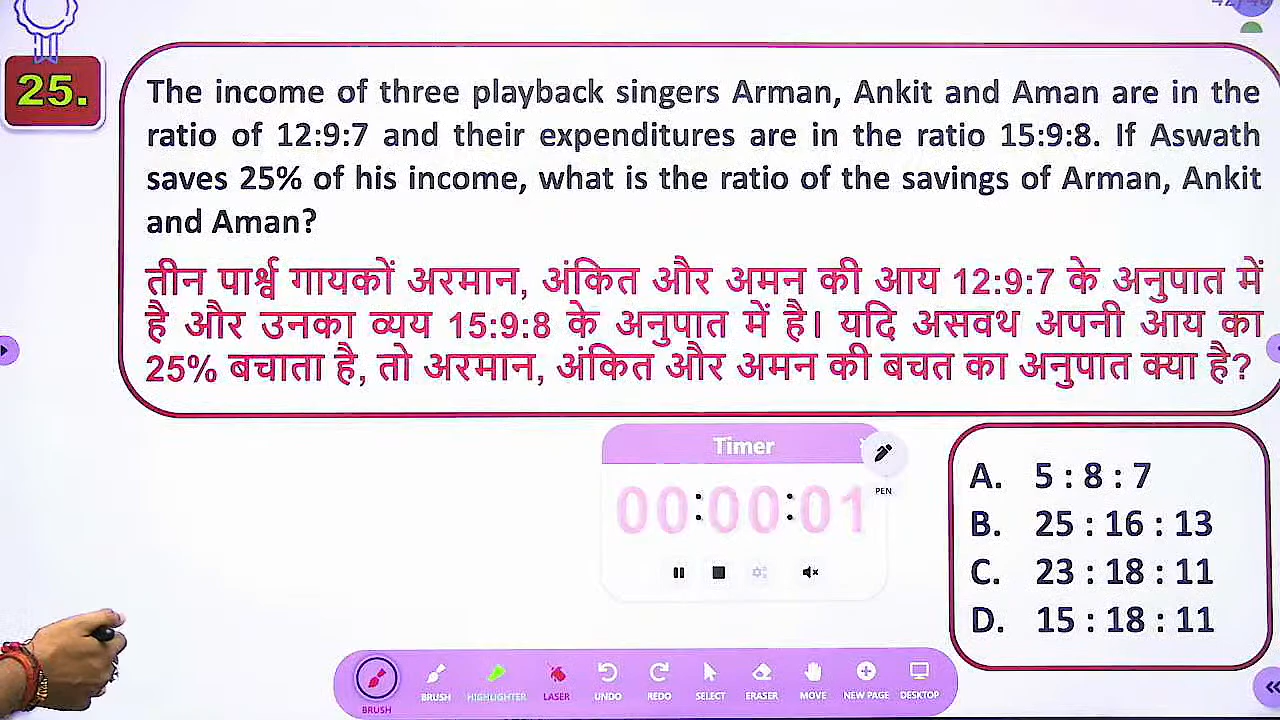 25.
The income of three playback singers Arman, Ankit and Aman are in the
ratio of 12:9:7 and their expenditures are in the ratio 15:9:8. If Aswath
saves 25% of his income, what is the ratio of the savings of Arman, Ankit
and Aman?
तीन पार्श्व गायकों अरमान, अंकित और अमन की आय 12:9:7 के अनुपात में
है और उनका व्यय 15:9:8 के अनुपात में है। यदि असवथ अपनी आय का
25% बचाता है, तो अरमान, अंकित और अमन की बचत का अनुपात क्या है?
Timer
00:00:01
PEN
A. 5 : 8 : 7
B. 25 : 16 : 13
C. 23 : 18 : 11
D. 15 : 18 : 11
BRUSH
BRUSH
HIGHLIGHTER
LASER
UNDO
REDO
SELECT
ERASER
MOVE
NEW PAGE
DESKTOP